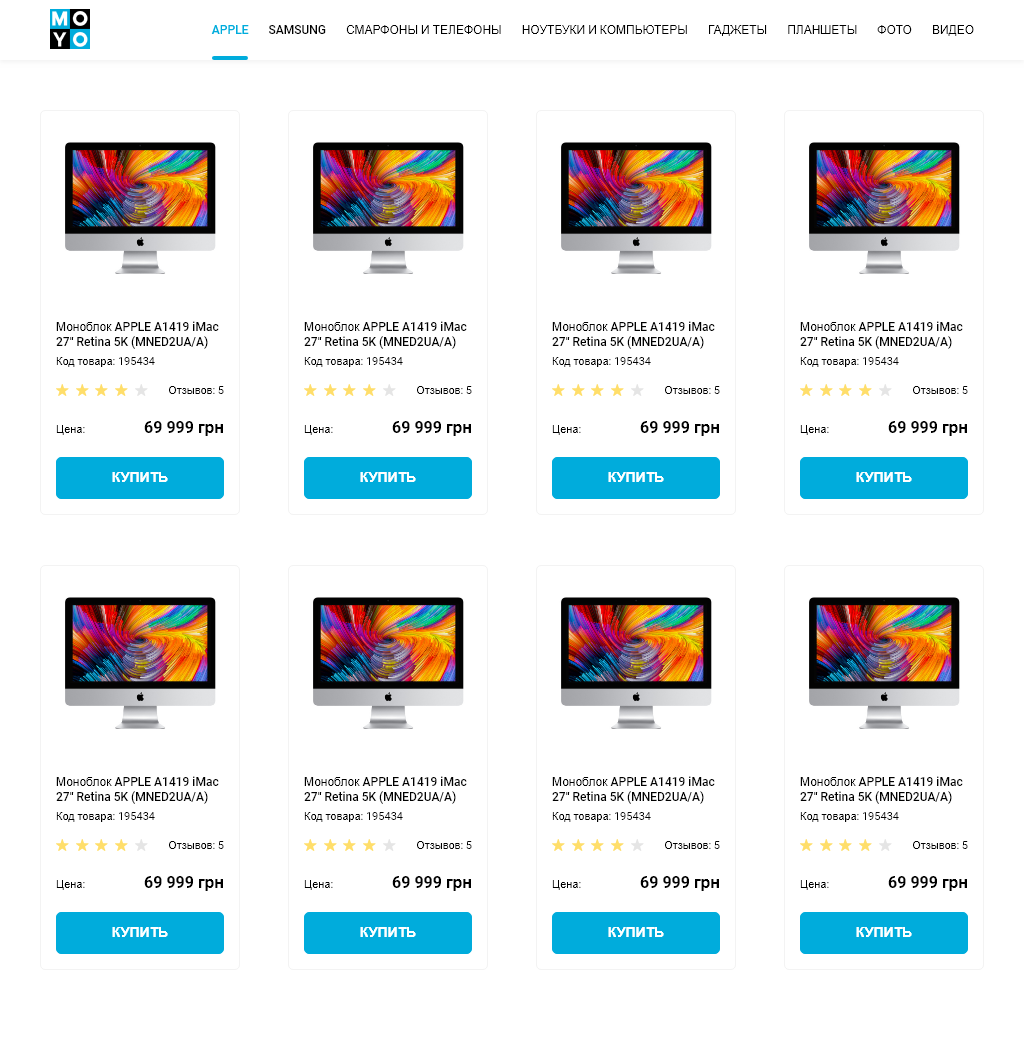 MO
YO
APPLE SAMSUNG СМАРФОНЫ И ТЕЛЕФОНЫ НОУТБУКИ И КОМПЬЮТЕРЫ ГАДЖЕТЫ ПЛАНШЕТЫ ФОТО ВИДЕО
Моноблок APPLE A1419 iMac
27" Retina 5K (MNED2UA/A)
Код товара: 195434
Отзывов: 5
Цена: 69 999 грн
КУПИТЬ
Моноблок APPLE A1419 iMac
27" Retina 5K (MNED2UA/A)
Код товара: 195434
Отзывов: 5
Цена: 69 999 грн
КУПИТЬ
Моноблок APPLE A1419 iMac
27" Retina 5K (MNED2UA/A)
Код товара: 195434
Отзывов: 5
Цена: 69 999 грн
КУПИТЬ
Моноблок APPLE A1419 iMac
27" Retina 5K (MNED2UA/A)
Код товара: 195434
Отзывов: 5
Цена: 69 999 грн
КУПИТЬ
Моноблок APPLE A1419 iMac
27" Retina 5K (MNED2UA/A)
Код товара: 195434
Отзывов: 5
Цена: 69 999 грн
КУПИТЬ
Моноблок APPLE A1419 iMac
27" Retina 5K (MNED2UA/A)
Код товара: 195434
Отзывов: 5
Цена: 69 999 грн
КУПИТЬ
Моноблок APPLE A1419 iMac
27" Retina 5K (MNED2UA/A)
Код товара: 195434
Отзывов: 5
Цена: 69 999 грн
КУПИТЬ
Моноблок APPLE A1419 iMac
27" Retina 5K (MNED2UA/A)
Код товара: 195434
Отзывов: 5
Цена: 69 999 грн
КУПИТЬ